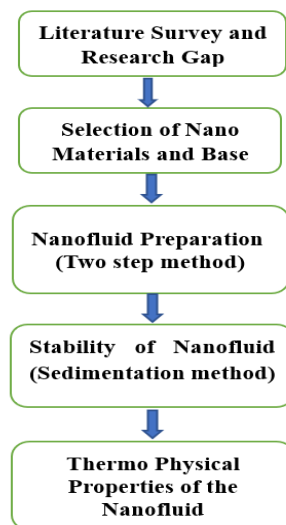 Literature Survey and
Research Gap
Selection of Nano
Materials and Base
Nanofluid Preparation
(Two step method)
Stability of Nanofluid
(Sedimentation method)
Thermo Physical
Properties of the
Nanofluid